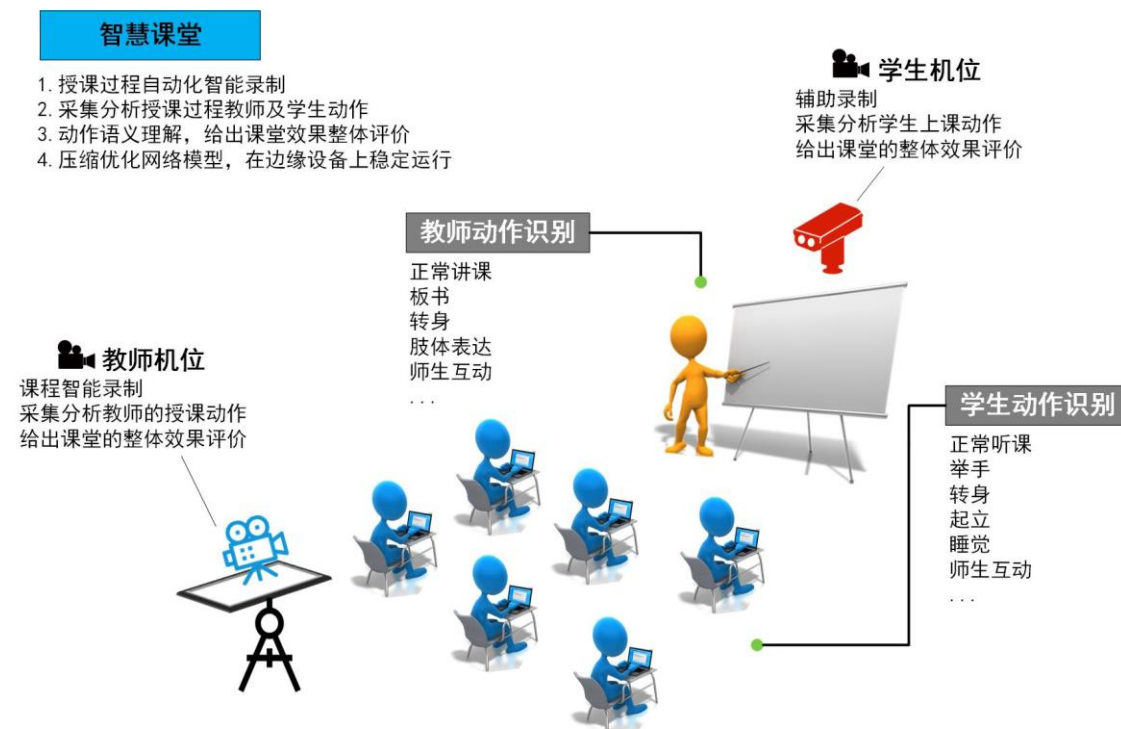 智慧课堂
1. 授课过程自动化智能录制
2. 采集分析授课过程教师及学生动作
3. 动作语义理解，给出课堂效果整体评价
4. 压缩优化网络模型，在边缘设备上稳定运行
学生机位
辅助录制
采集分析学生上课动作
给出课堂的整体效果评价
教师动作识别
正常讲课
板书
转身
肢体表达
师生互动
...
教师机位
课程智能录制
采集分析教师的授课动作
给出课堂的整体效果评价
学生动作识别
正常听课
举手
转身
起立
睡觉
师生互动
...